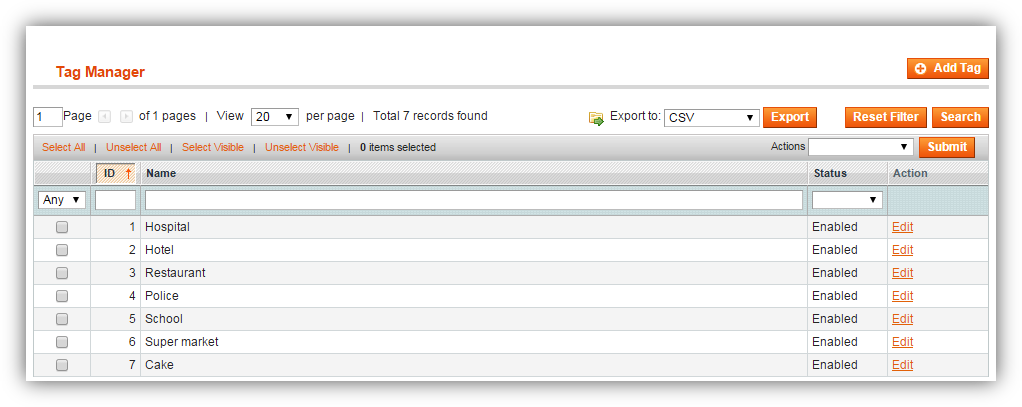 Tag Manager
Add Tag
1 Page of 1 pages | View 20 per page | Total 7 records found Export to: CSV Export Reset Filter Search
Select All | Unselect All | Select Visible | Unselect Visible | 0 items selected Actions Submit
ID ↑ Name Status Action
Any
1 Hospital Enabled Edit
2 Hotel Enabled Edit
3 Restaurant Enabled Edit
4 Police Enabled Edit
5 School Enabled Edit
6 Super market Enabled Edit
7 Cake Enabled Edit